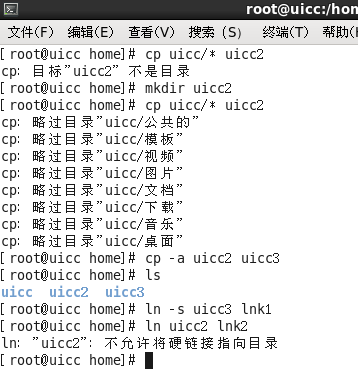 root@uicc:/hom
文件(F) 编辑(E) 查看(V) 搜索 (S) 终端(T) 帮助(
[root@uicc home]# cp uicc/* uicc2
cp: 目标"uicc2" 不是目录
[root@uicc home]# mkdir uicc2
[root@uicc home]# cp uicc/* uicc2
cp: 略过目录"uicc/公共的"
cp: 略过目录"uicc/模板"
cp: 略过目录"uicc/视频"
cp: 略过目录"uicc/图片"
cp: 略过目录"uicc/文档"
cp: 略过目录"uicc/下载"
cp: 略过目录"uicc/音乐"
cp: 略过目录"uicc/桌面"
[root@uicc home]# cp -a uicc2 uicc3
[root@uicc home]# ls
uicc uicc2 uicc3
[root@uicc home]# ln -s uicc3 lnk1
[root@uicc home]# ln uicc2 lnk2
ln: "uicc2": 不允许将硬链接指向目录
[root@uicc home]#